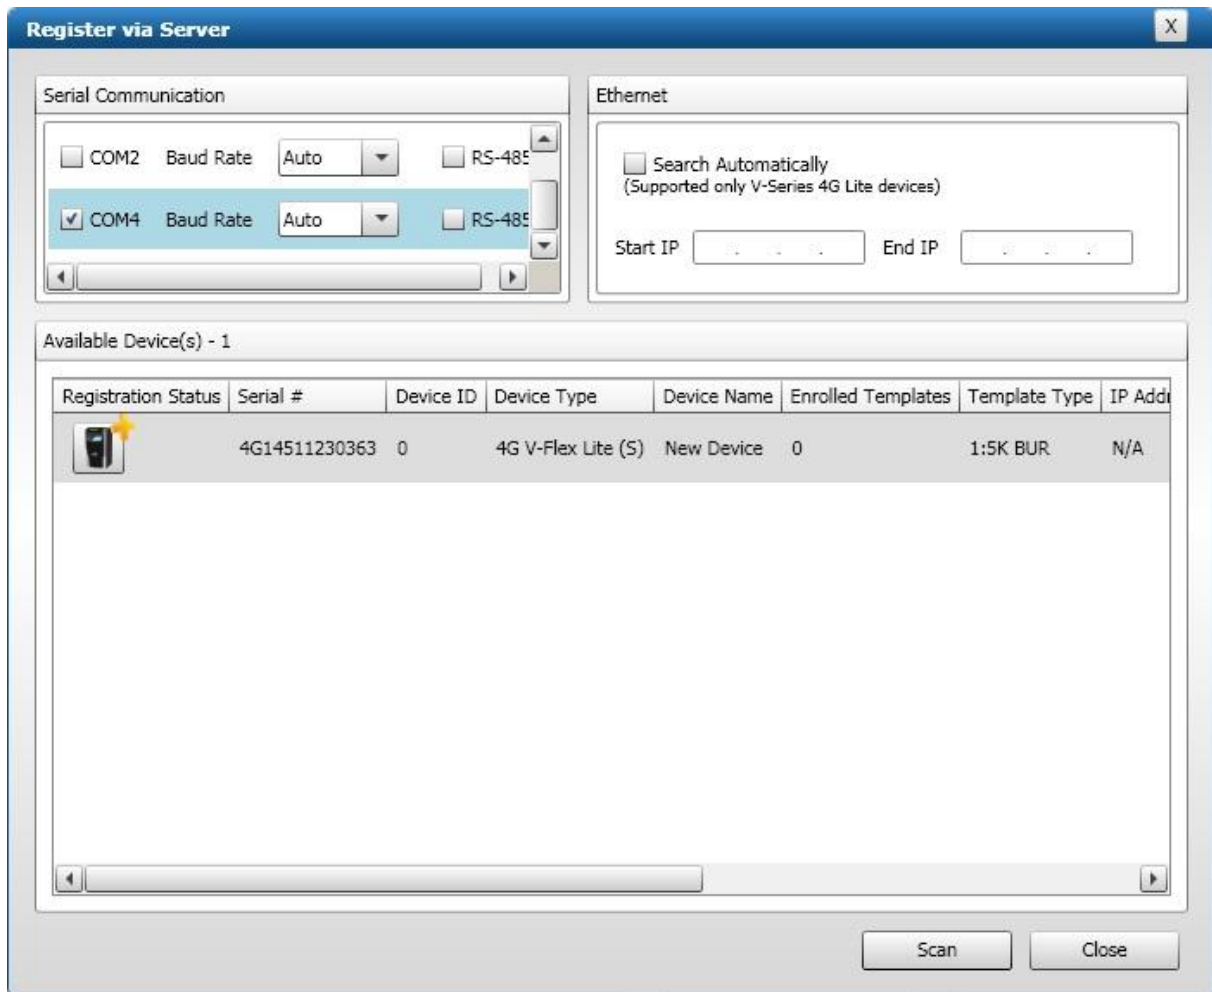 Register via Server X
Serial Communication
COM2 Baud Rate Auto RS-485
COM4 Baud Rate Auto RS-485
Ethernet
Search Automatically
(Supported only V-Series 4G Lite devices)
Start IP . . . End IP . . .
Available Device(s) - 1
Registration Status Serial # Device ID Device Type Device Name Enrolled Templates Template Type IP Addr
4G14511230363 0 4G V-Flex Lite (S) New Device 0 1:5K BUR N/A
Scan Close